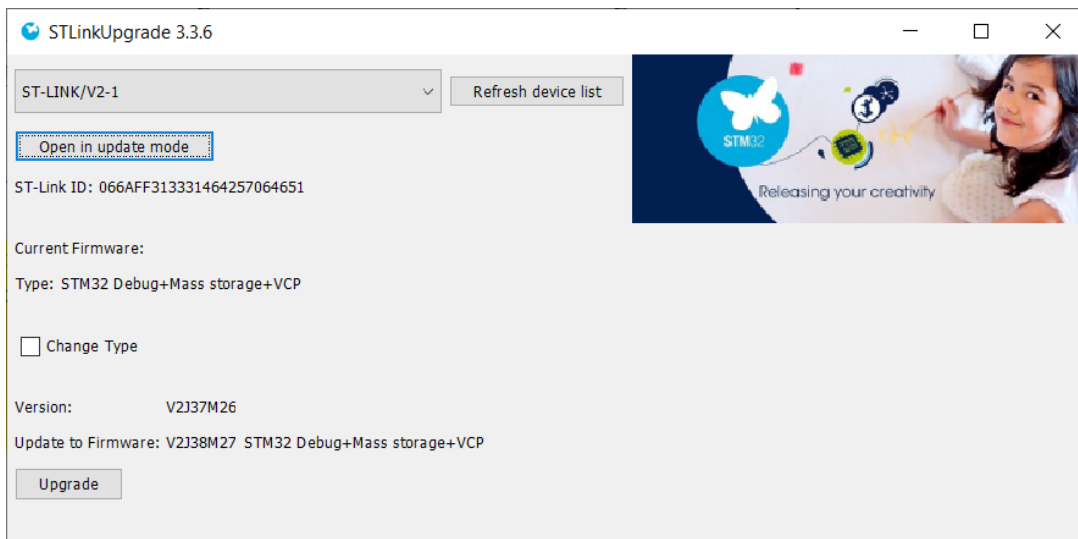 STLinkUpgrade 3.3.6
ST-LINK/V2-1
Refresh device list
Open in update mode
ST-Link ID: 066AFF313331464257064651
STM32
Releasing your creativity
Current Firmware:
Type: STM32 Debug+Mass storage+VCP
Change Type
Version: V2J37M26
Update to Firmware: V2J38M27 STM32 Debug+Mass storage+VCP
Upgrade